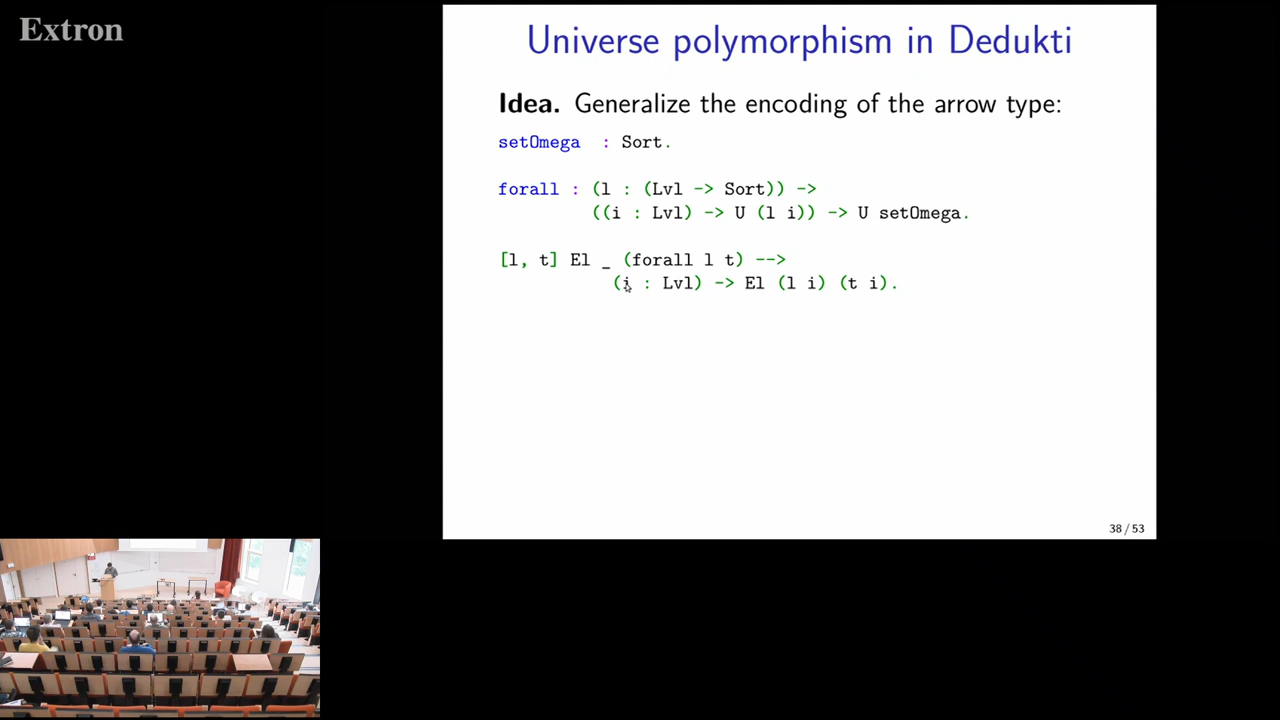 Extron
Universe polymorphism in Dedukti
Idea. Generalize the encoding of the arrow type:
setOmega : Sort.
forall : (l : (Lvl -> Sort)) ->
((i : Lvl) -> U (l i)) -> U setOmega.
[l, t] El _ (forall l t) -->
(i : Lvl) -> El (l i) (t i).
38 / 53